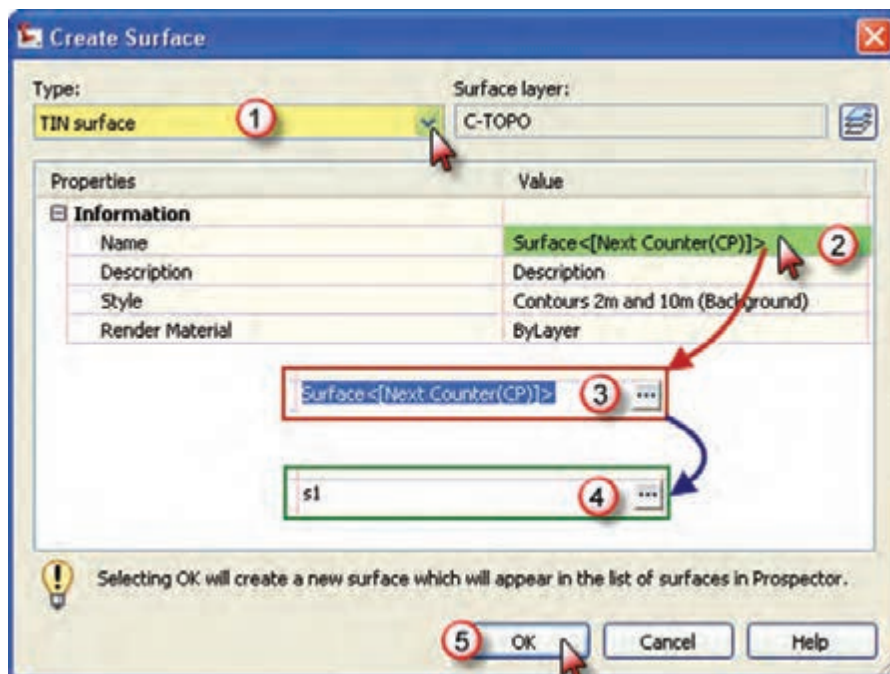 Create Surface
Type:
Surface layer:
TIN surface
1
C-TOPO
Properties
Value
Information
Name
Surface<[Next Counter(CP)]>
2
Description
Description
Style
Contours 2m and 10m (Background)
Render Material
ByLayer
Surface<[Next Counter(CP)]>
3
...
s1
4
...
Selecting OK will create a new surface which will appear in the list of surfaces in Prospector.
5
OK
Cancel
Help